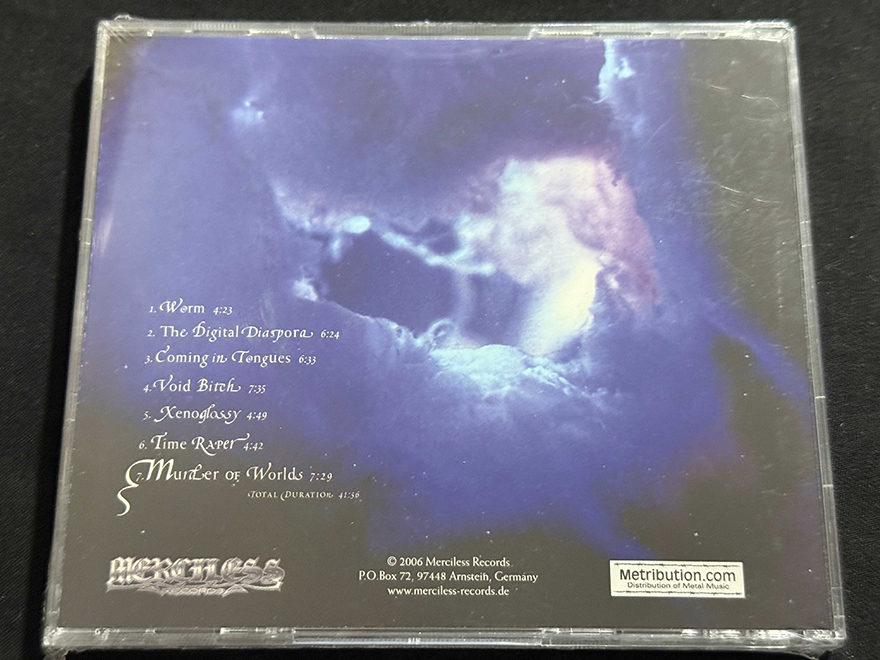 1. Worm 4:23
2. The Digital Diaspora 6:24
3. Coming in Tongues 6:33
4. Void Bitch 7:35
5. Xenoglossy 4:49
6. Time Raper 4:42
7. Murder of Worlds 7:29
Total Duration 41:56
MERCILESS
RECORDS
© 2006 Merciless Records
P.O.Box 72, 97448 Arnstein, Germany
www.merciless-records.de
Metribution.com
Distribution of Metal Music